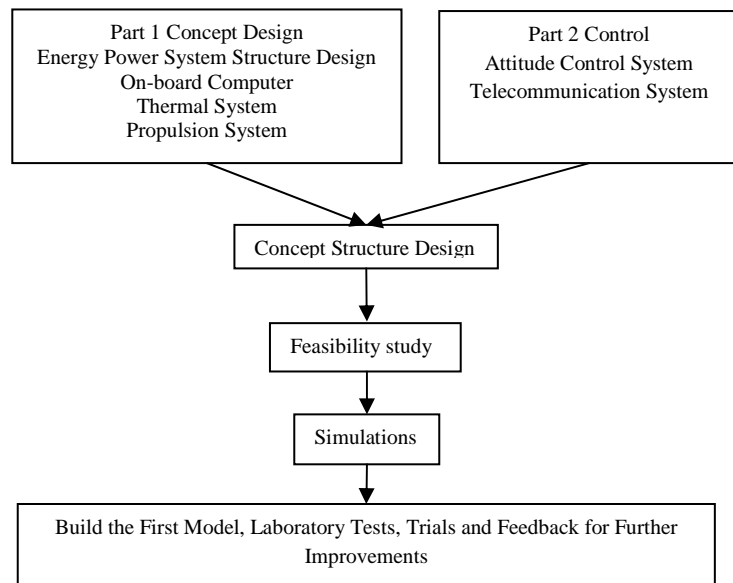 Part 1 Concept Design
Energy Power System Structure Design
On-board Computer
Thermal System
Propulsion System
Part 2 Control
Attitude Control System
Telecommunication System
Concept Structure Design
Feasibility study
Simulations
Build the First Model, Laboratory Tests, Trials and Feedback for Further
Improvements